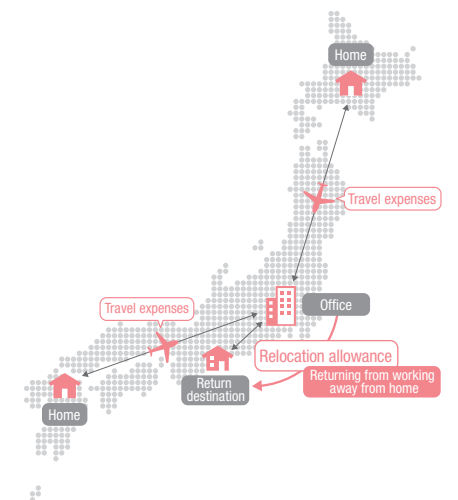 Home
Travel expenses
Office
Travel expenses
Relocation allowance
Returning from working
away from home
Return
destination
Home